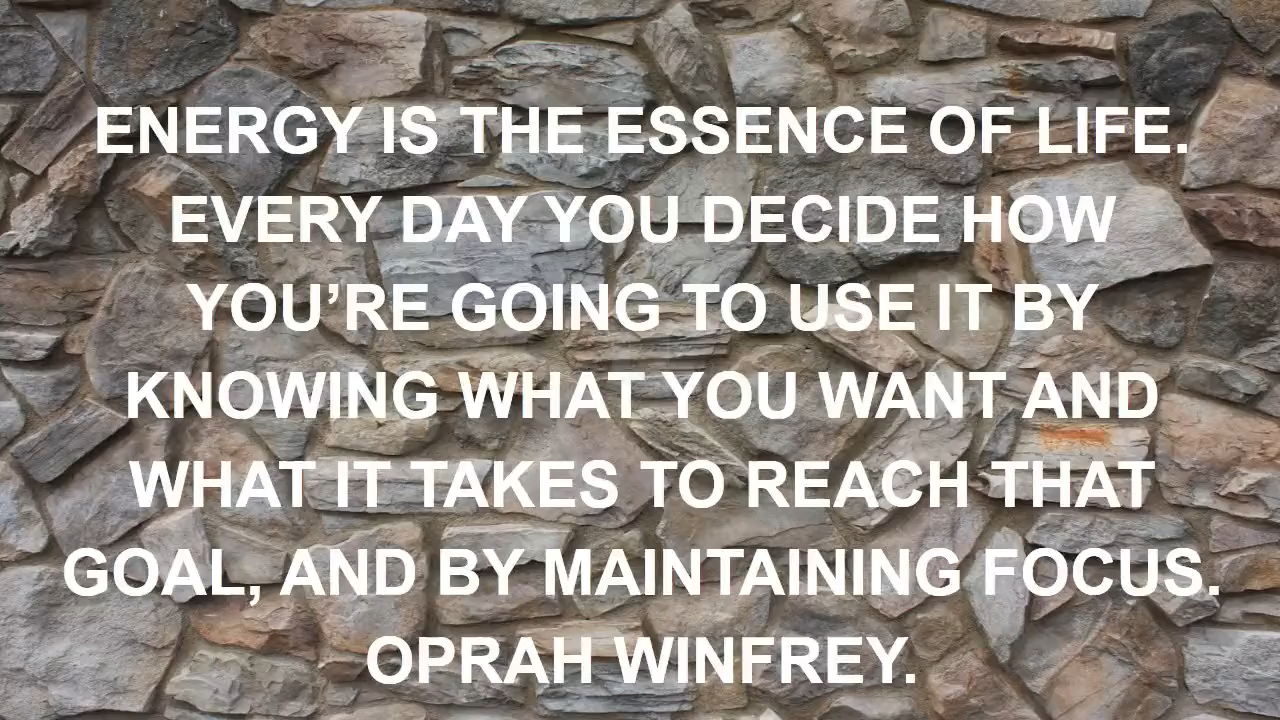 ENERGY IS THE ESSENCE OF LIFE.
EVERY DAY YOU DECIDE HOW
YOU’RE GOING TO USE IT BY
KNOWING WHAT YOU WANT AND
WHAT IT TAKES TO REACH THAT
GOAL, AND BY MAINTAINING FOCUS.
OPRAH WINFREY.